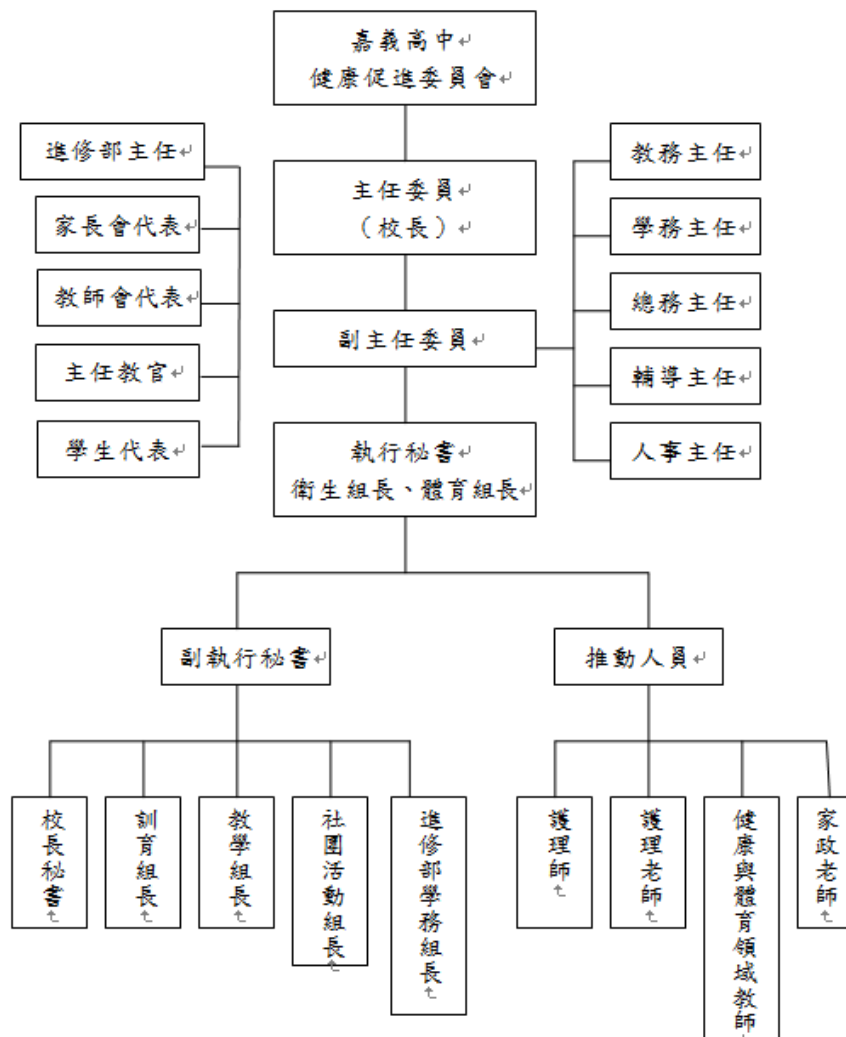 嘉義高中
健康促進委員會
進修部主任
家長會代表
教師會代表
主任教官
學生代表
主任委員
（校長）
副主任委員
執行秘書
衛生組長、體育組長
教務主任
學務主任
總務主任
輔導主任
人事主任
副執行秘書
推動人員
校長秘書
訓育組長
教學組長
社團活動組長
進修部學務組長
護理師
護理老師
健康與體育領域教師
家政老師